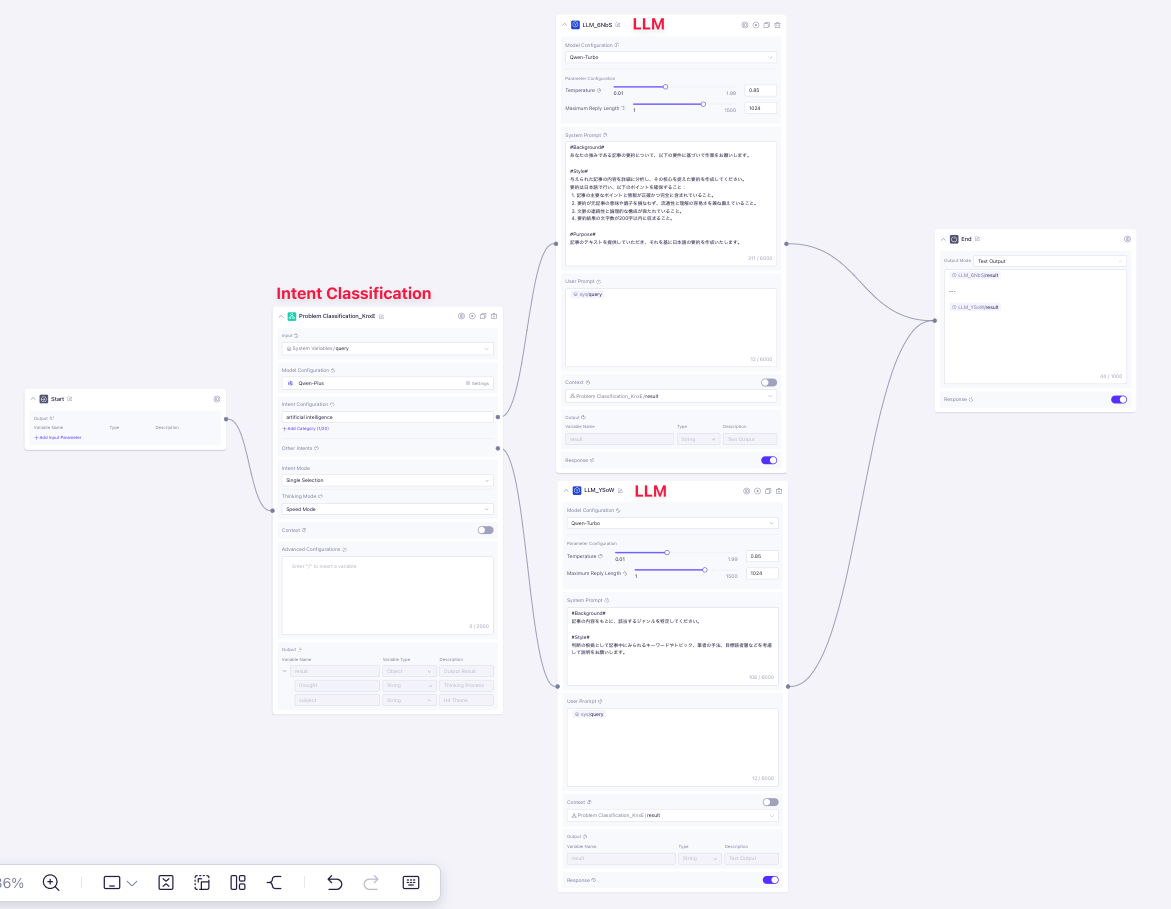 LLM_6NbS
LLM
Model Configuration
Qwen-Turbo
Parameter Configuration
Temperature
0.01
1.99
0.85
Maximum Reply Length
1
1500
1024
System Prompt
#Background#
あなたの強みである記事の要約について、以下の要件に基づいて作業をお願いします。
#Style#
与えられた記事の内容を詳細に分析し、その核心を捉えた要約を作成してください。
要約は日本語で行い、以下のポイントを確保すること：
1. 記事の主要なポイントと情報が正確かつ完全に含まれていること。
2. 要約が元記事の意味や調子を損なわず、流暢性と理解の容易さを兼ね備えていること。
3. 文脈の連続性と論理的な構成が保たれていること。
4. 要約結果の文字数が200字以内に収まること。
#Purpose#
記事のテキストを提供していただき、それを基に日本語の要約を作成いたします。
211 / 6000
User Prompt
sys/query
12 / 6000
Context
Problem Classification_KnxE / result
Output
Variable Name
Type
Description
result
String
Text Output
Response
Intent Classification
Problem Classification_KnxE
Input
System Variables / query
Model Configuration
Qwen-Plus
Settings
Intent Configuration
artificial intelligence
+ Add Category (1/20)
Other Intents
Intent Mode
Single Selection
Thinking Mode
Speed Mode
Context
Advanced Configurations
Enter "/" to insert a variable
0 / 2000
Output
Variable Name
Variable Type
Description
result
Object
Output Result
thought
String
Thinking Process
subject
String
Hit Theme
Start
Output
Variable Name
Type
Description
+ Add Input Parameter
LLM_YSoW
LLM
Model Configuration
Qwen-Turbo
Parameter Configuration
Temperature
0.01
1.99
0.85
Maximum Reply Length
1
1500
1024
System Prompt
#Background#
記事の内容をもとに、該当するジャンルを特定してください。
#Style#
判断の根拠として記事中にみられるキーワードやトピック、筆者の手法、目標読者層などを考慮
して説明をお願いします。
106 / 6000
User Prompt
sys/query
12 / 6000
Context
Problem Classification_KnxE / result
Output
Variable Name
Type
Description
result
String
Text Output
Response
End
Output Mode
Text Output
LLM_6NbS/result
---
LLM_YSoW/result
44 / 1000
Response
36%